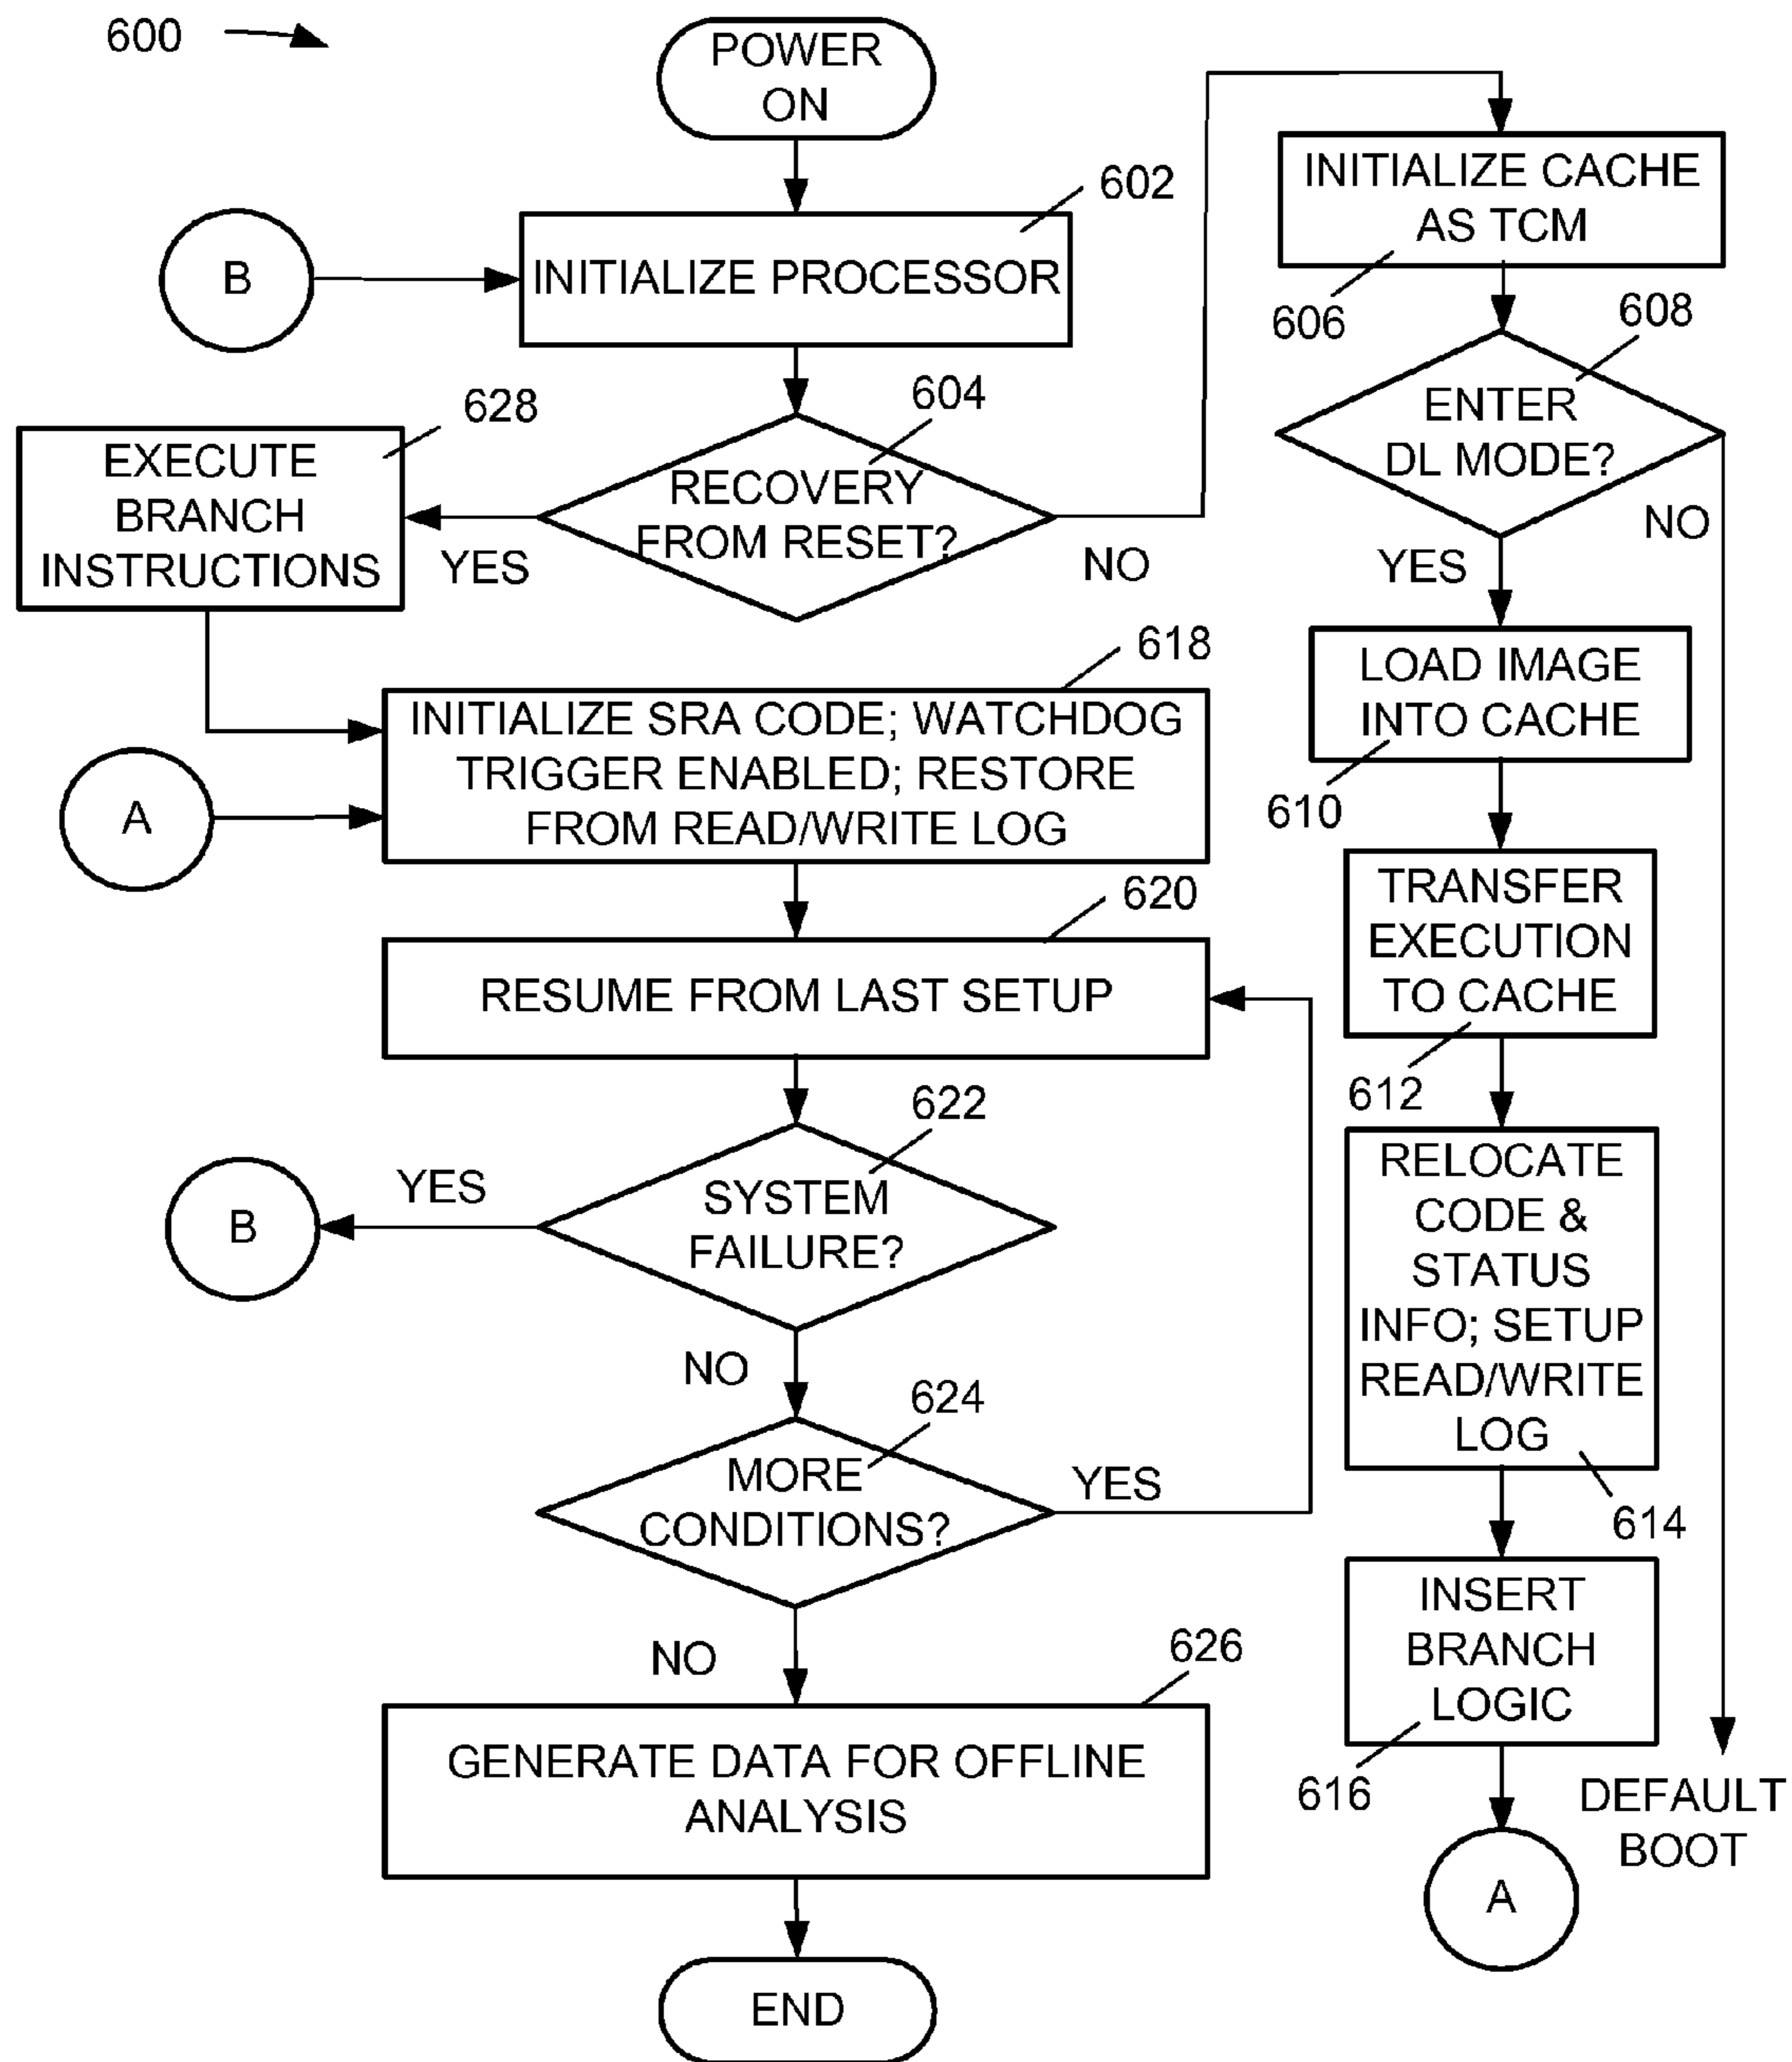 600
POWER
ON
602
INITIALIZE PROCESSOR
B
604
RECOVERY
FROM RESET?
YES
NO
628
EXECUTE
BRANCH
INSTRUCTIONS
618
INITIALIZE SRA CODE; WATCHDOG
TRIGGER ENABLED; RESTORE
FROM READ/WRITE LOG
A
620
RESUME FROM LAST SETUP
622
SYSTEM
FAILURE?
YES
B
NO
624
MORE
CONDITIONS?
YES
NO
626
GENERATE DATA FOR OFFLINE
ANALYSIS
END
INITIALIZE CACHE
AS TCM
606
608
ENTER
DL MODE?
NO
YES
LOAD IMAGE
INTO CACHE
610
TRANSFER
EXECUTION
TO CACHE
612
RELOCATE
CODE &
STATUS
INFO; SETUP
READ/WRITE
LOG
614
INSERT
BRANCH
LOGIC
616
DEFAULT
BOOT
A